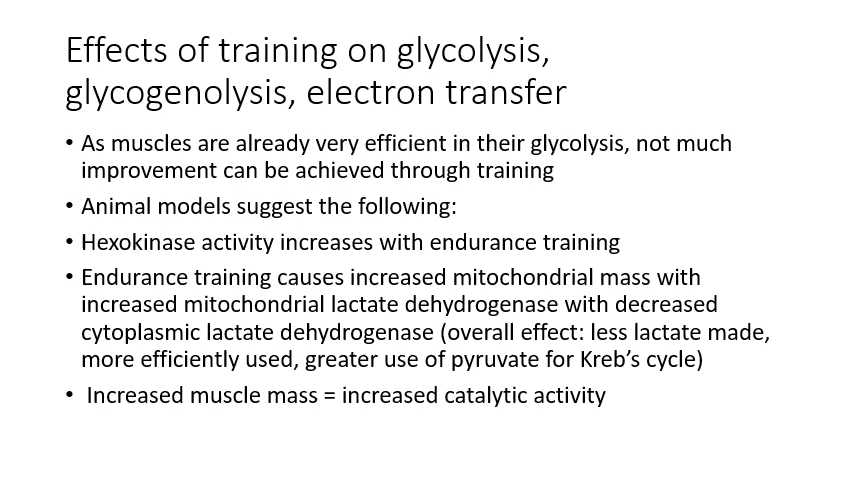 Effects of training on glycolysis,
glycogenolysis, electron transfer
• As muscles are already very efficient in their glycolysis, not much
improvement can be achieved through training
• Animal models suggest the following:
• Hexokinase activity increases with endurance training
• Endurance training causes increased mitochondrial mass with
increased mitochondrial lactate dehydrogenase with decreased
cytoplasmic lactate dehydrogenase (overall effect: less lactate made,
more efficiently used, greater use of pyruvate for Kreb’s cycle)
• Increased muscle mass = increased catalytic activity